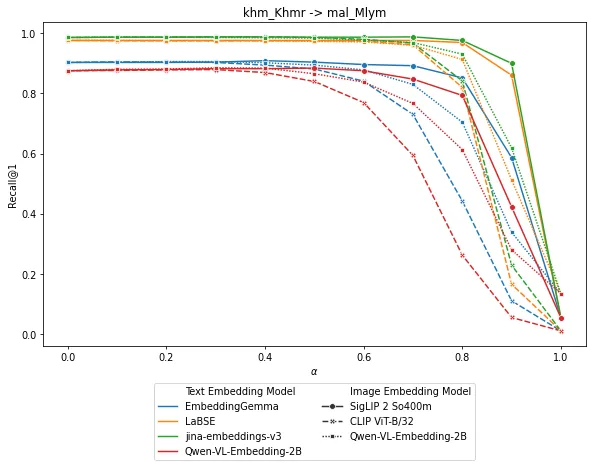 khm_Khmr -> mal_Mlym
Recall@1
1.0
0.8
0.6
0.4
0.2
0.0
0.0 0.2 0.4 0.6 0.8 1.0
α
Text Embedding Model
EmbeddingGemma
LaBSE
jina-embeddings-v3
Qwen-VL-Embedding-2B
Image Embedding Model
SigLIP 2 So400m
CLIP ViT-B/32
Qwen-VL-Embedding-2B